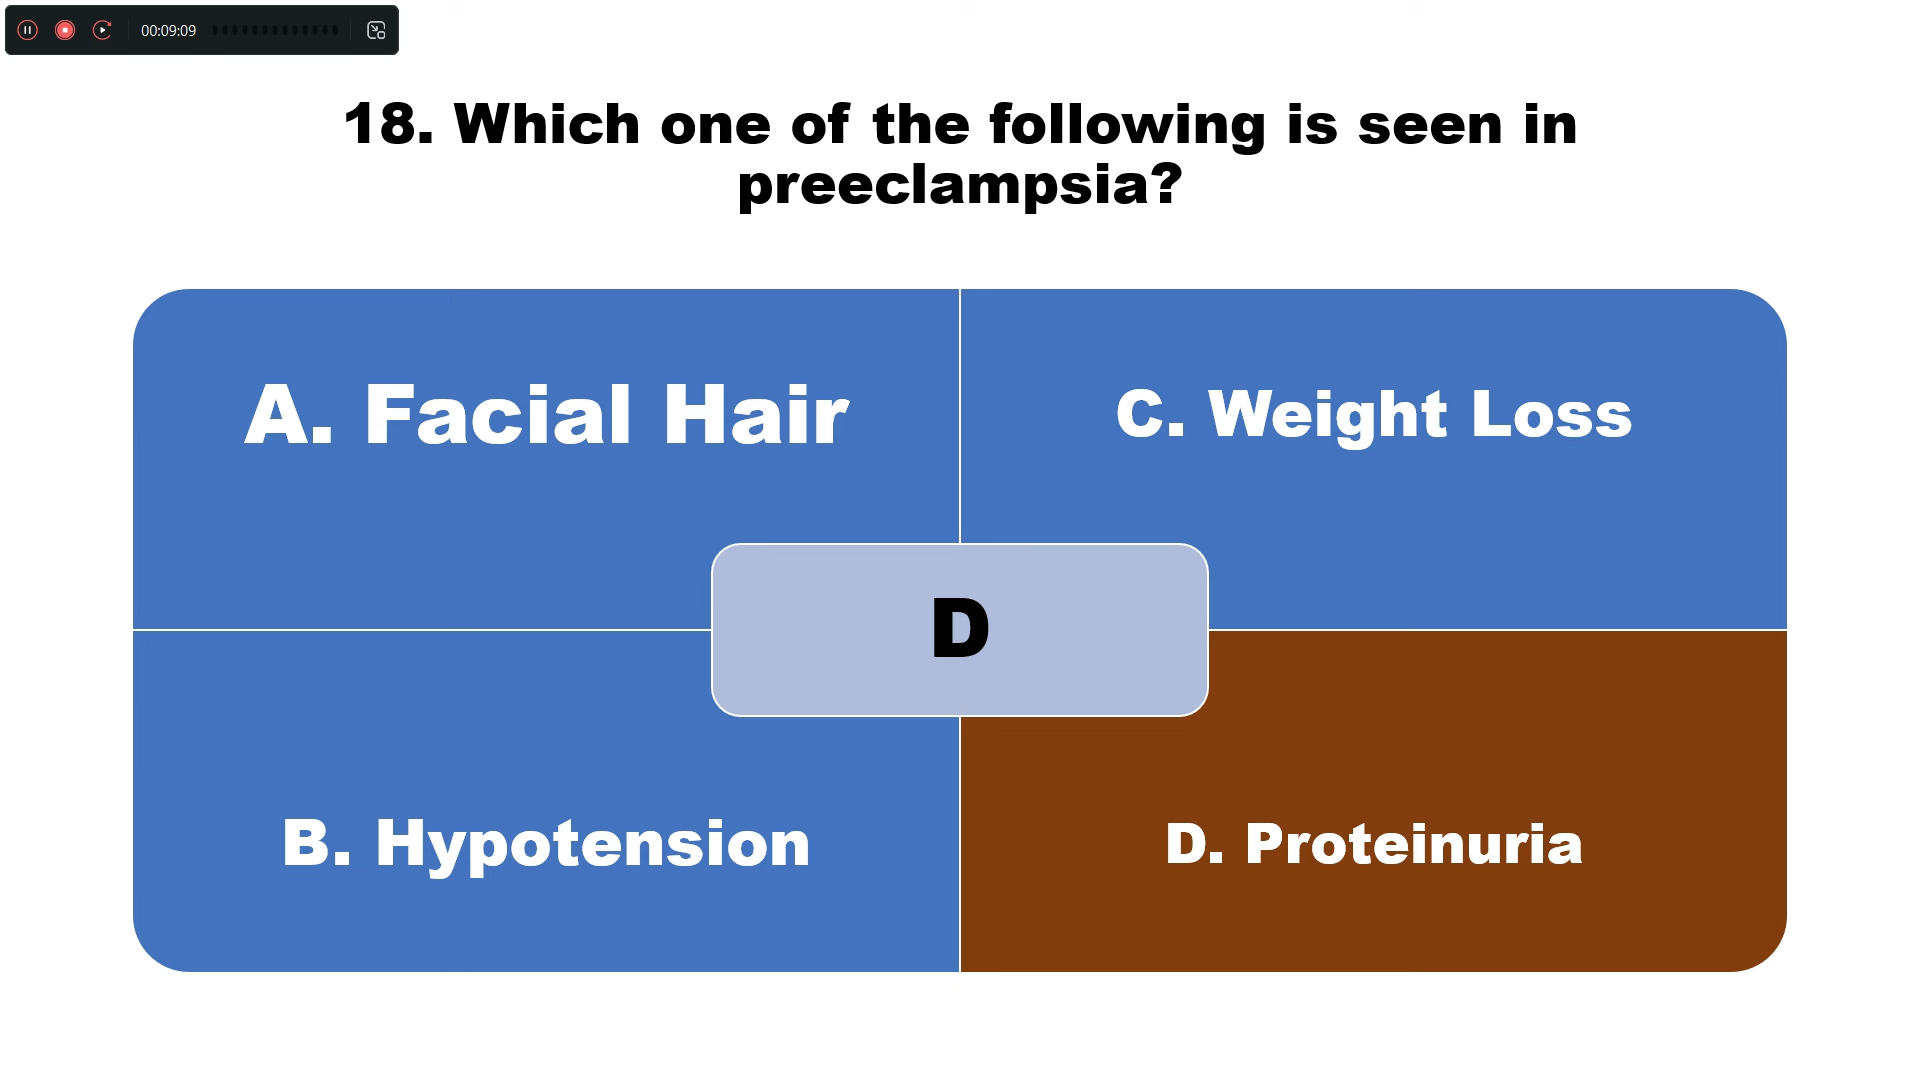 00:09:09
18. Which one of the following is seen in
preeclampsia?
A. Facial Hair
C. Weight Loss
D
B. Hypotension
D. Proteinuria